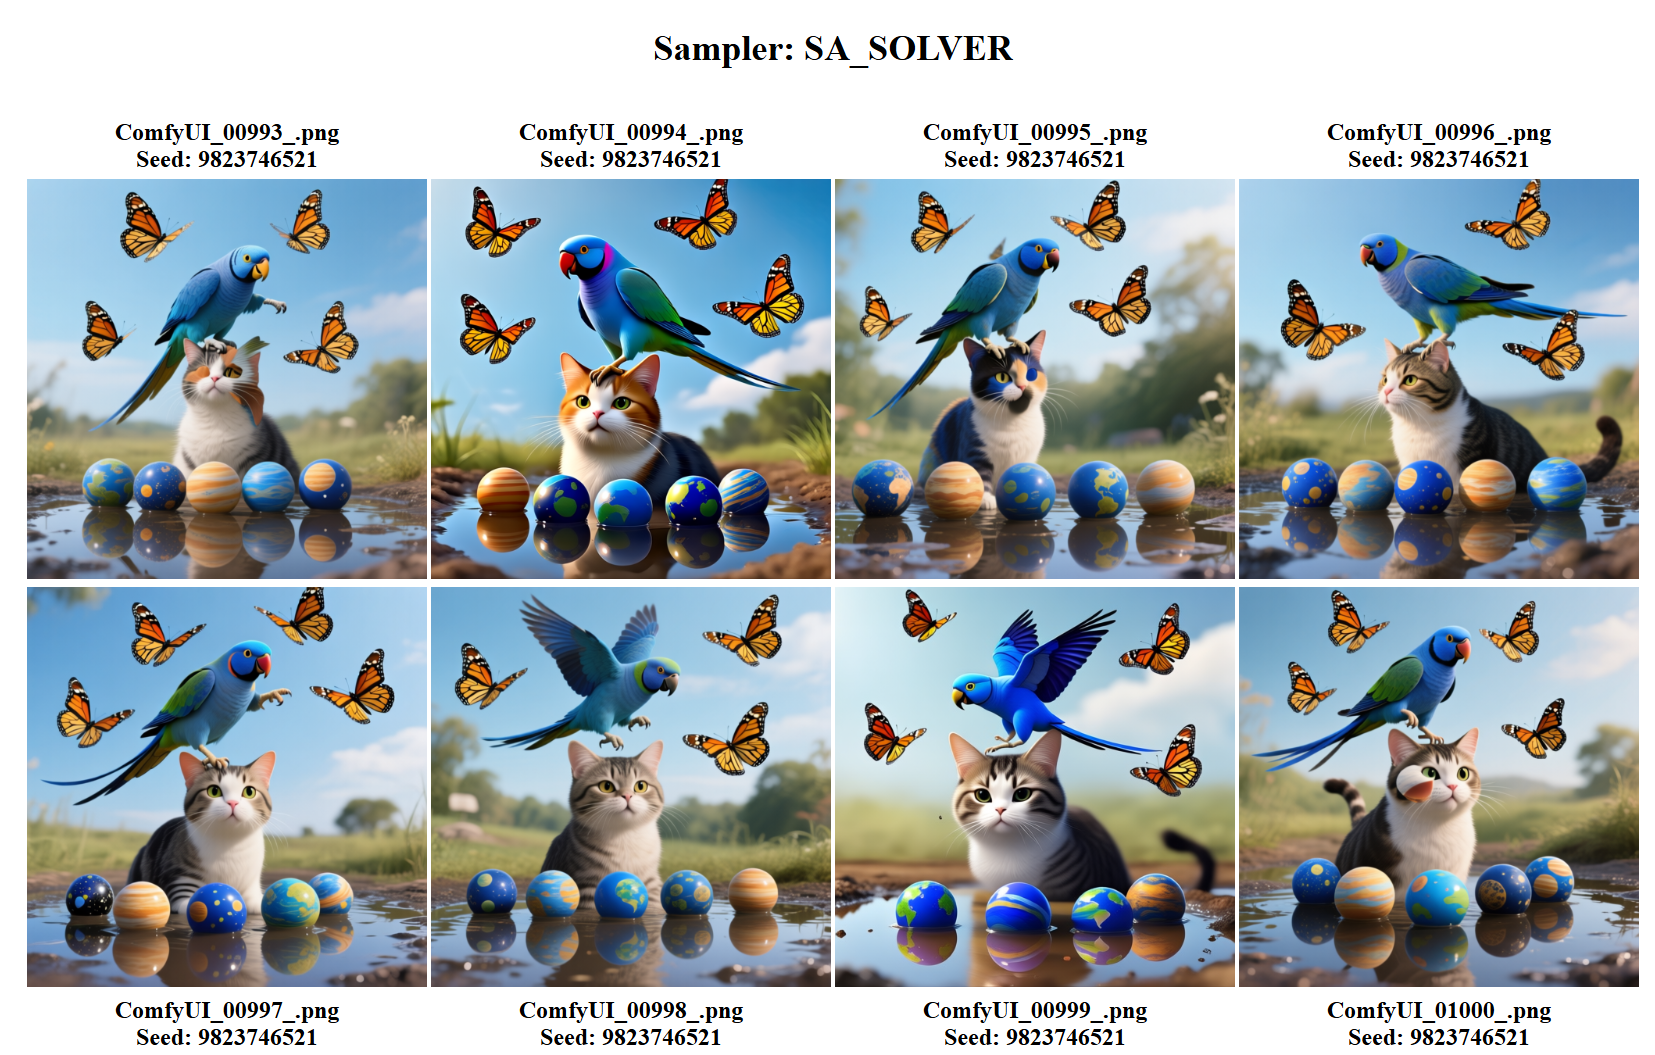 Sampler: SA_SOLVER
ComfyUI_00993_.png
Seed: 9823746521
ComfyUI_00994_.png
Seed: 9823746521
ComfyUI_00995_.png
Seed: 9823746521
ComfyUI_00996_.png
Seed: 9823746521
ComfyUI_00997_.png
Seed: 9823746521
ComfyUI_00998_.png
Seed: 9823746521
ComfyUI_00999_.png
Seed: 9823746521
ComfyUI_01000_.png
Seed: 9823746521